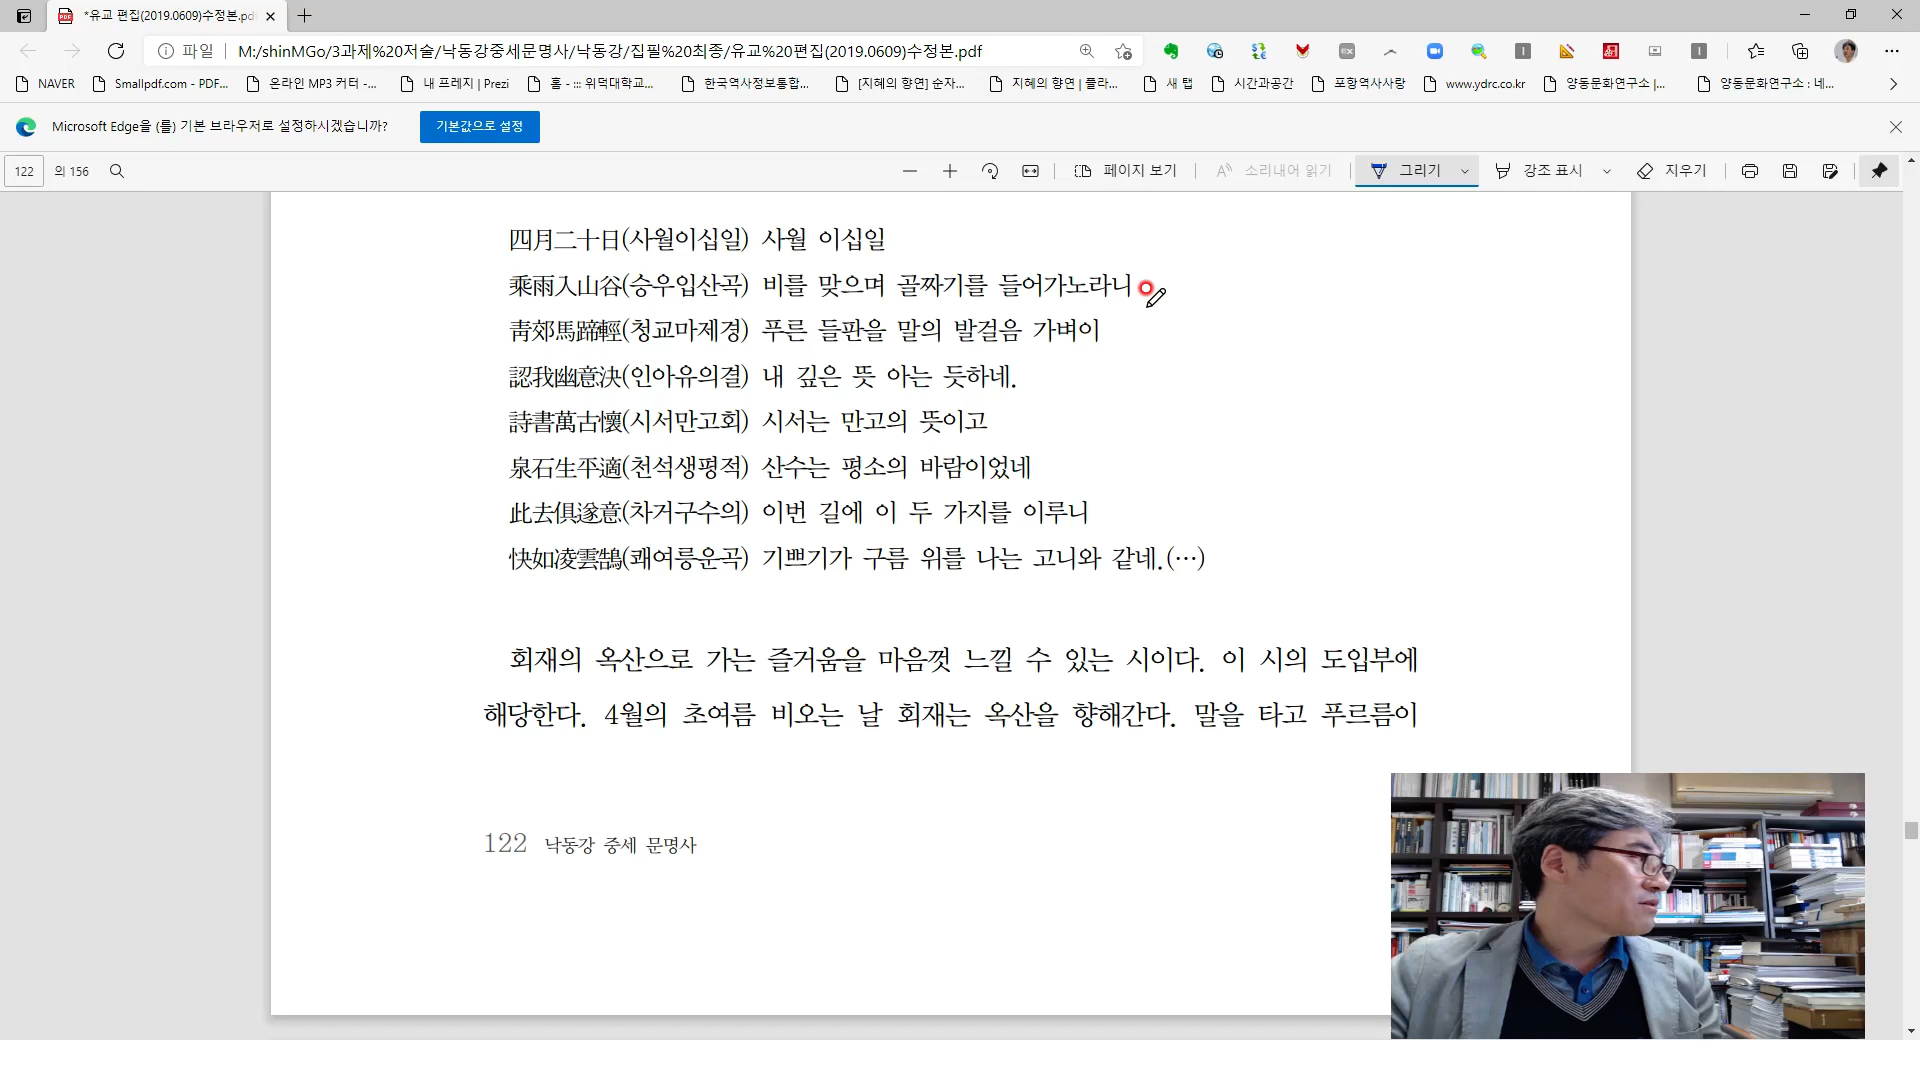 *유교 편집(2019.0609)수정본.pd
파일 M:/shinMGo/3과제%20저술/낙동강중세문명사/낙동강/집필%20최종/유교%20편집(2019.0609)수정본.pdf
NAVER Smallpdf.com - PDF... 온라인 MP3 커터 -... 내 프레지 | Prezi 홈 - ::: 위덕대학교... 한국역사정보통합... [지혜의 향연] 순자... 지혜의 향연 | 플라... 새 탭 시간과공간 포항역사사랑 www.ydrc.co.kr 양동문화연구소 |... 양동문화연구소 : 네...
Microsoft Edge을 (를) 기본 브라우저로 설정하시겠습니까? 기본값으로 설정
122 의 156 페이지 보기 소리내어 읽기 그리기 강조 표시 지우기
四月二十日(사월이십일) 사월 이십일
乘雨入山谷(승우입산곡) 비를 맞으며 골짜기를 들어가노라니
靑郊馬蹄輕(청교마제경) 푸른 들판을 말의 발걸음 가벼이
認我幽意決(인아유의결) 내 깊은 뜻 아는 듯하네.
詩書萬古懷(시서만고회) 시서는 만고의 뜻이고
泉石生平適(천석생평적) 산수는 평소의 바람이었네
此去俱遂意(차거구수의) 이번 길에 이 두 가지를 이루니
快如凌雲鵠(쾌여릉운곡) 기쁘기가 구름 위를 나는 고니와 같네.(…)
회재의 옥산으로 가는 즐거움을 마음껏 느낄 수 있는 시이다. 이 시의 도입부에
해당한다. 4월의 초여름 비오는 날 회재는 옥산을 향해간다. 말을 타고 푸르름이
122 낙동강 중세 문명사